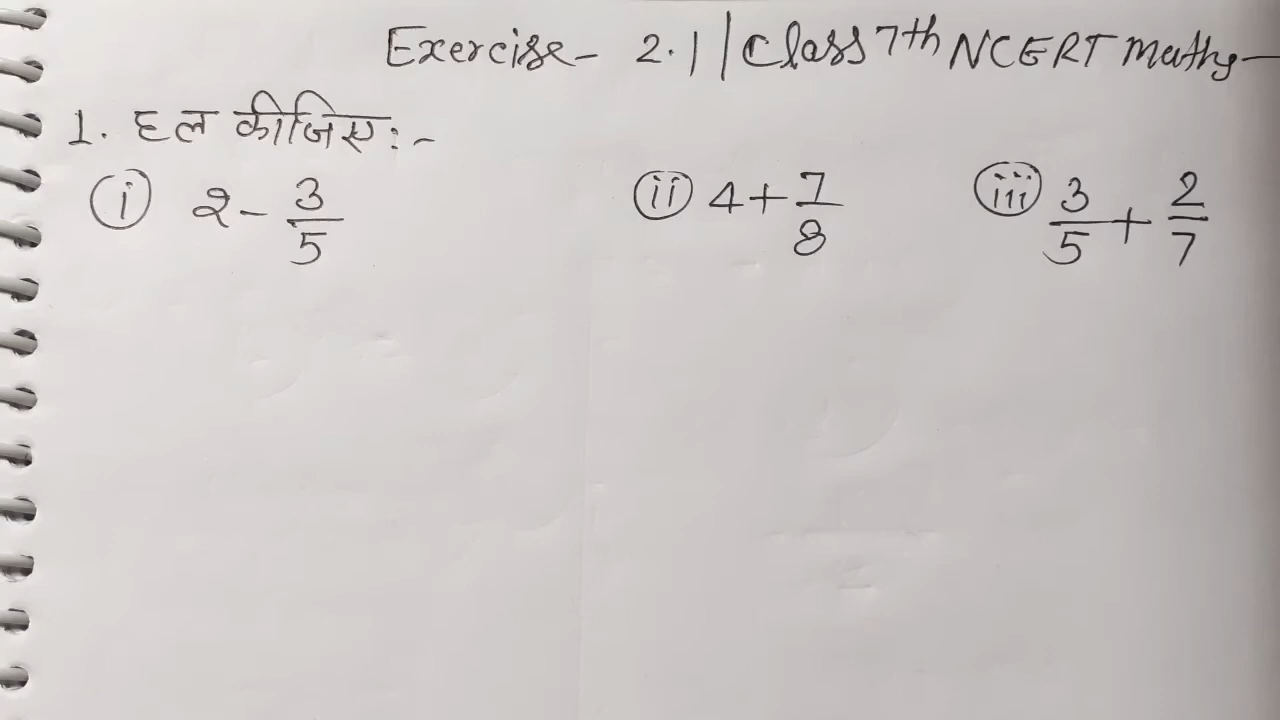 Exercise- 2.1 | Class 7th NCERT Maths-
1. हल कीजिए:-
(i) 2 - 3/5 (ii) 4 + 7/8 (iii) 3/5 + 2/7